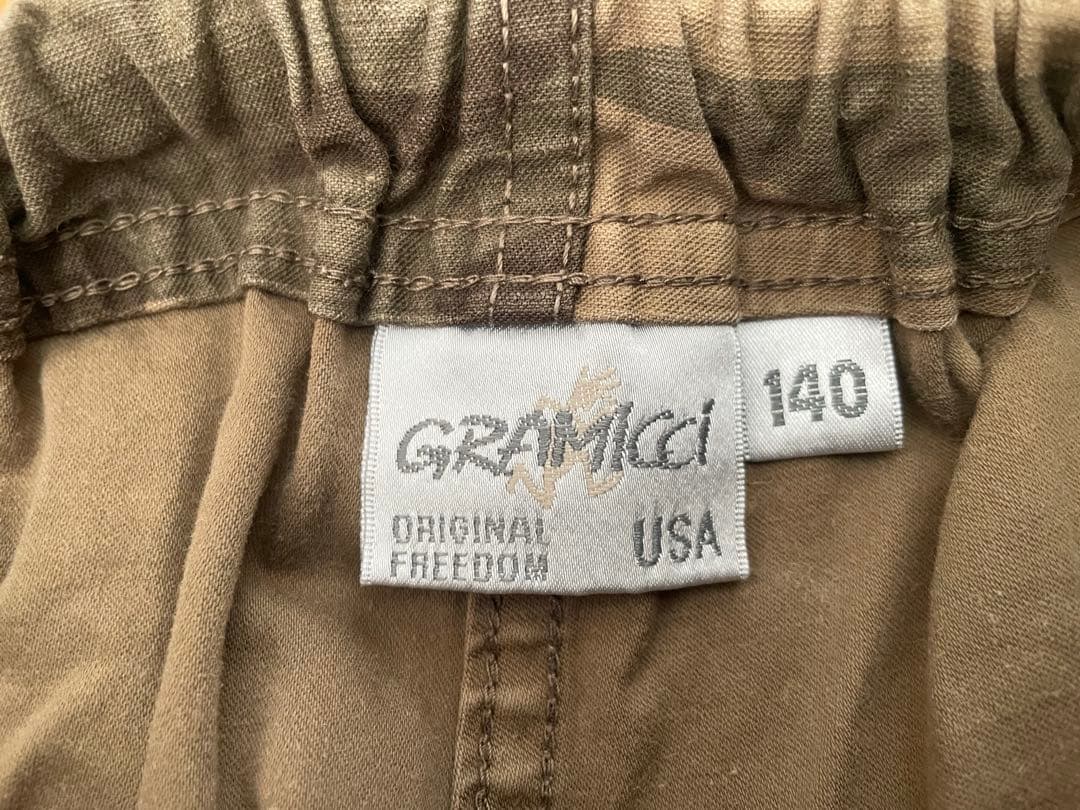 GRAMICCI
140
ORIGINAL
FREEDOM
USA